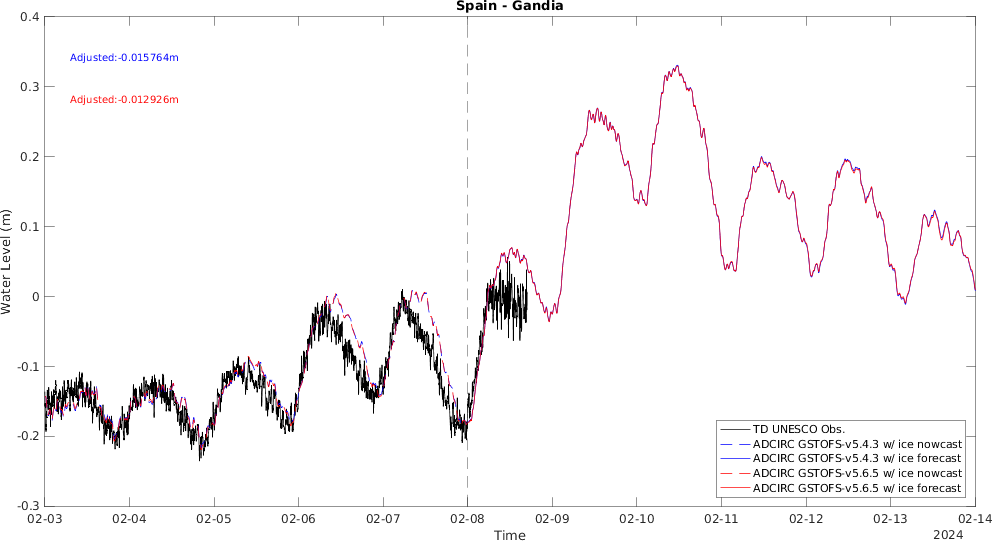 Spain - Gandia
0.4
Adjusted:-0.015764m
0.3
Adjusted:-0.012926m
0.2
0.1
Water Level (m)
0
-0.1
-0.2
TD UNESCO Obs.
ADCIRC GSTOFS-v5.4.3 w/ ice nowcast
ADCIRC GSTOFS-v5.4.3 w/ ice forecast
ADCIRC GSTOFS-v5.6.5 w/ ice nowcast
ADCIRC GSTOFS-v5.6.5 w/ ice forecast
-0.3
02-03 02-04 02-05 02-06 02-07 02-08 02-09 02-10 02-11 02-12 02-13 02-14
Time
2024